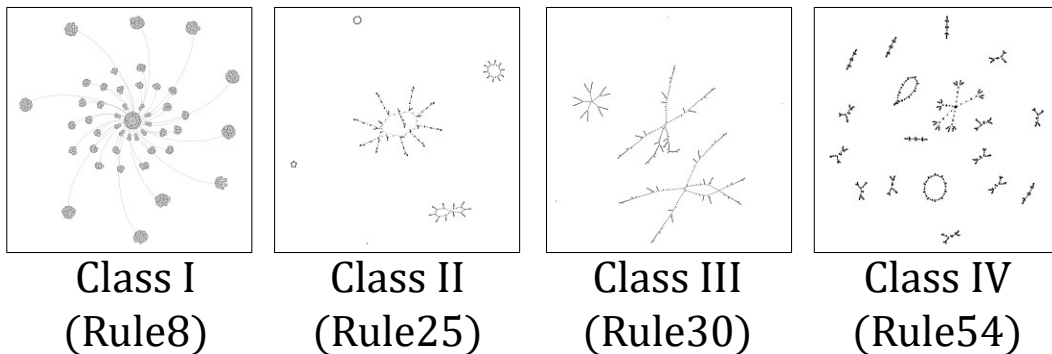 Class I
(Rule8)
Class II
(Rule25)
Class III
(Rule30)
Class IV
(Rule54)